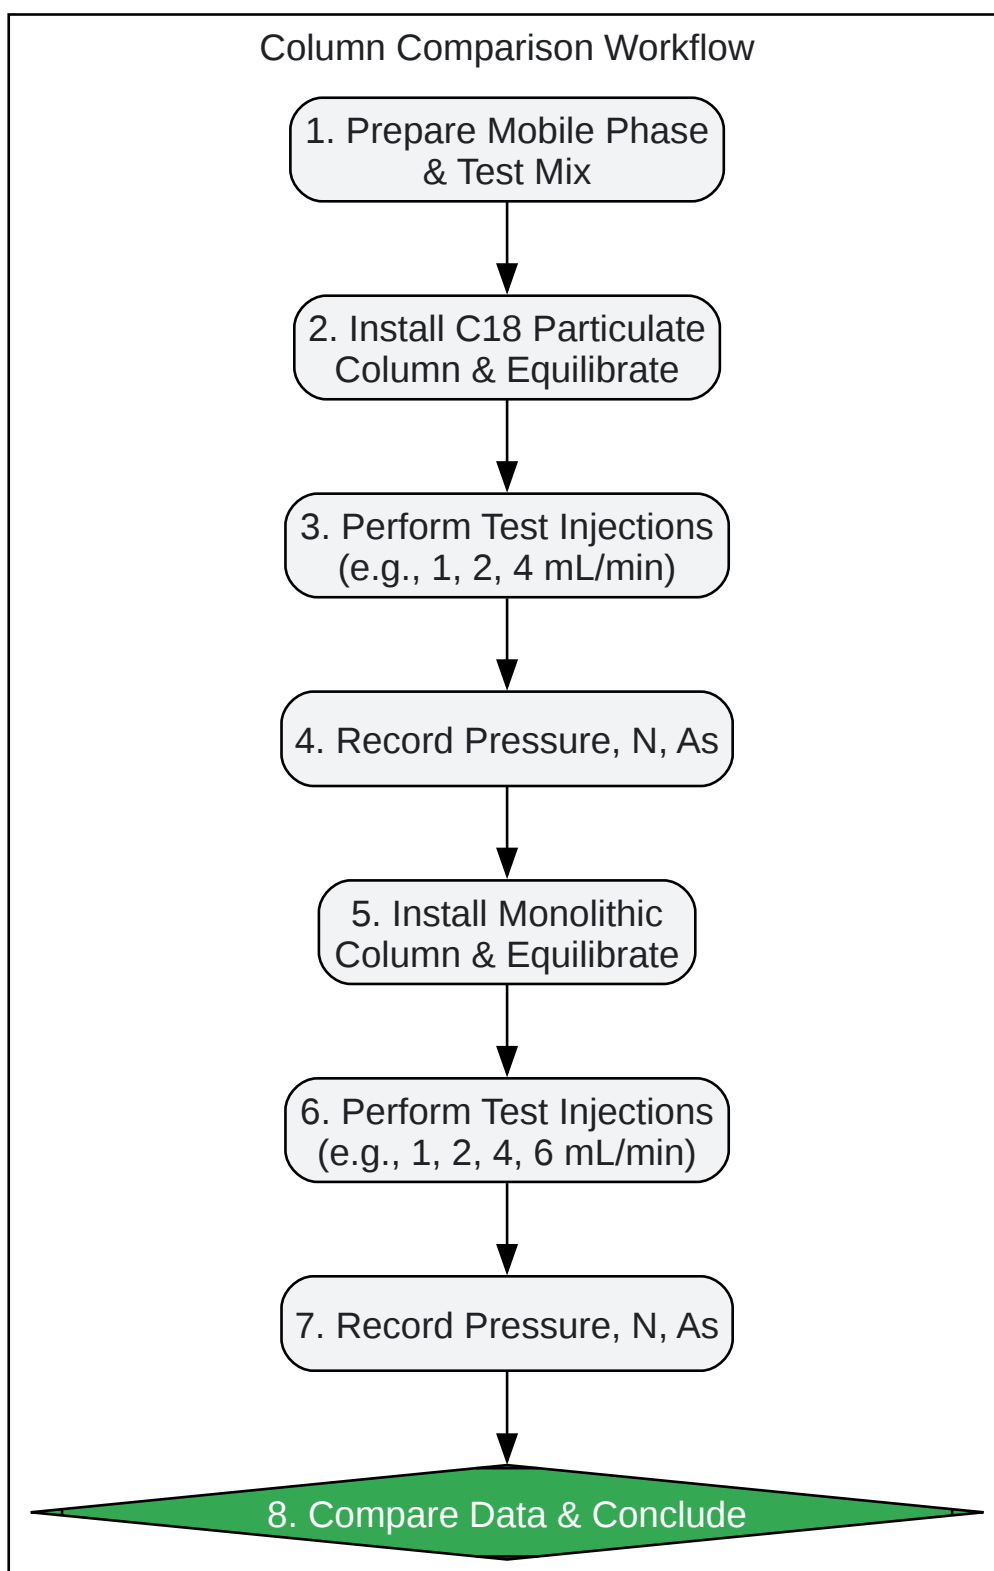 Column Comparison Workflow
1. Prepare Mobile Phase
& Test Mix
2. Install C18 Particulate
Column & Equilibrate
3. Perform Test Injections
(e.g., 1, 2, 4 mL/min)
4. Record Pressure, N, As
5. Install Monolithic
Column & Equilibrate
6. Perform Test Injections
(e.g., 1, 2, 4, 6 mL/min)
7. Record Pressure, N, As
8. Compare Data & Conclude